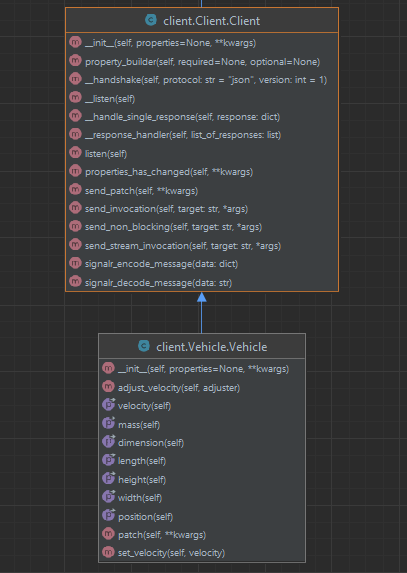 client.Client.Client
__init__(self, properties=None, **kwargs)
property_builder(self, required=None, optional=None)
__handshake(self, protocol: str = "json", version: int = 1)
__listen(self)
__handle_single_response(self, response: dict)
__response_handler(self, list_of_responses: list)
listen(self)
properties_has_changed(self, **kwargs)
send_patch(self, **kwargs)
send_invocation(self, target: str, *args)
send_non_blocking(self, target: str, *args)
send_stream_invocation(self, target: str, *args)
signalr_encode_message(data: dict)
signalr_decode_message(data: str)
client.Vehicle.Vehicle
__init__(self, properties=None, **kwargs)
adjust_velocity(self, adjuster)
velocity(self)
mass(self)
dimension(self)
length(self)
height(self)
width(self)
position(self)
patch(self, **kwargs)
set_velocity(self, velocity)